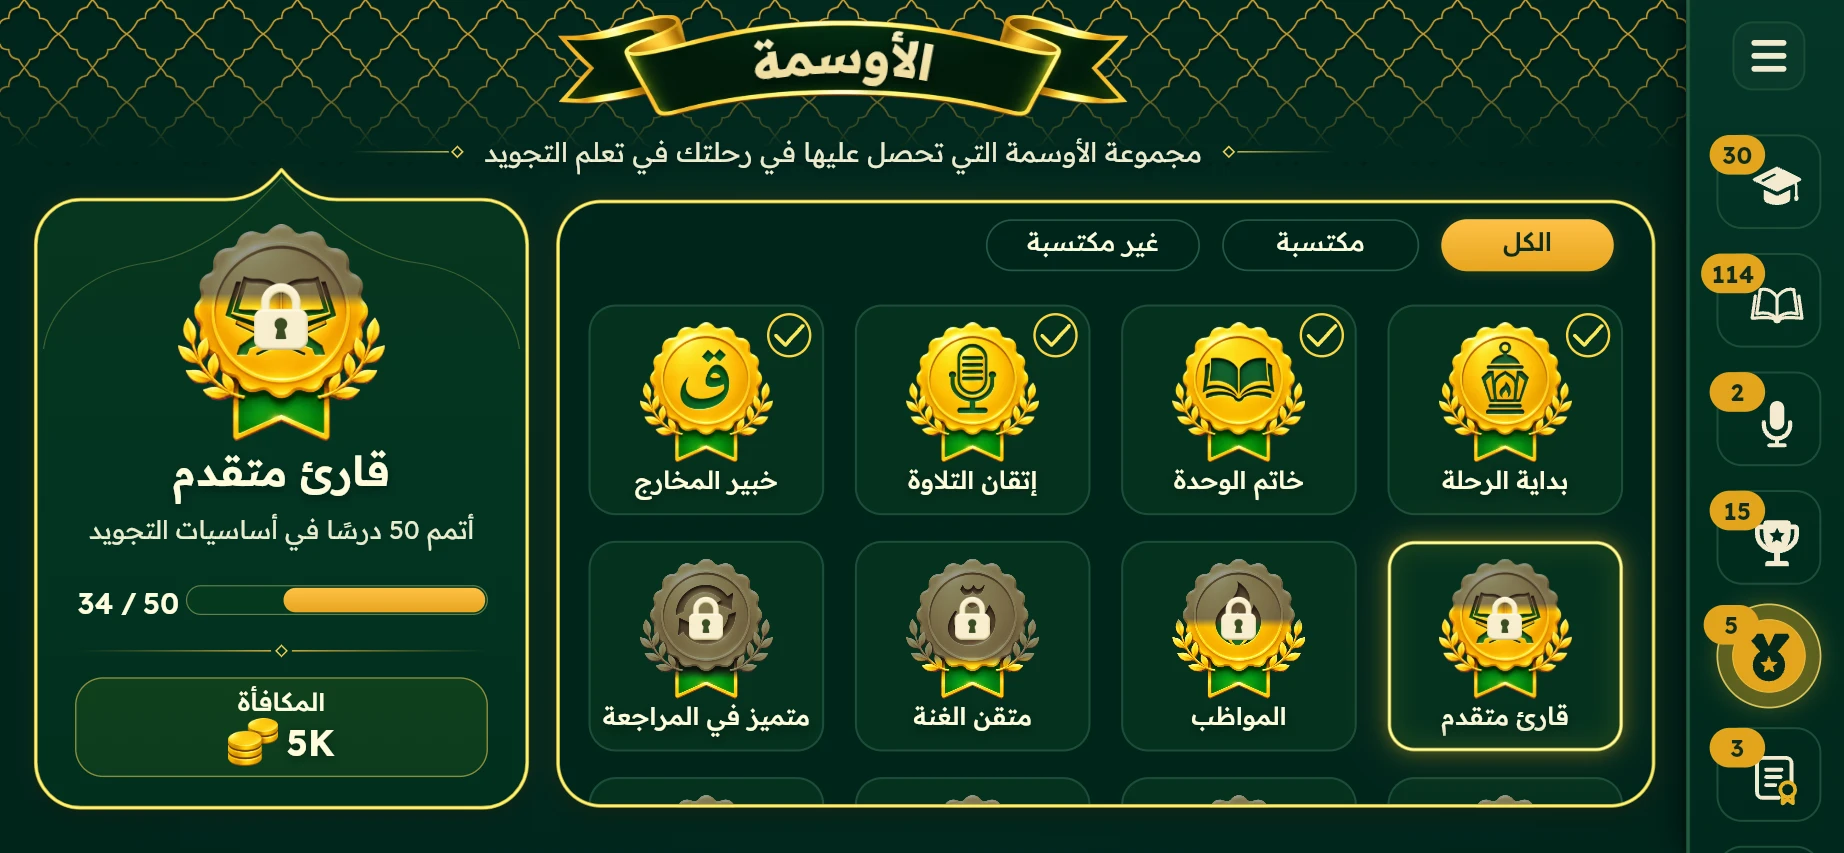 الأوسمة
مجموعة الأوسمة التي تحصل عليها في رحلتك في تعلم التجويد
الكل
مكتسبة
غير مكتسبة
بداية الرحلة
خاتم الوحدة
إتقان التلاوة
ق
خبير المخارج
قارئ متقدم
المواظب
متقن الغنة
متميز في المراجعة
قارئ متقدم
أتمم 50 درسًا في أساسيات التجويد
34 / 50
المكافأة
5K
30
114
2
15
5
3